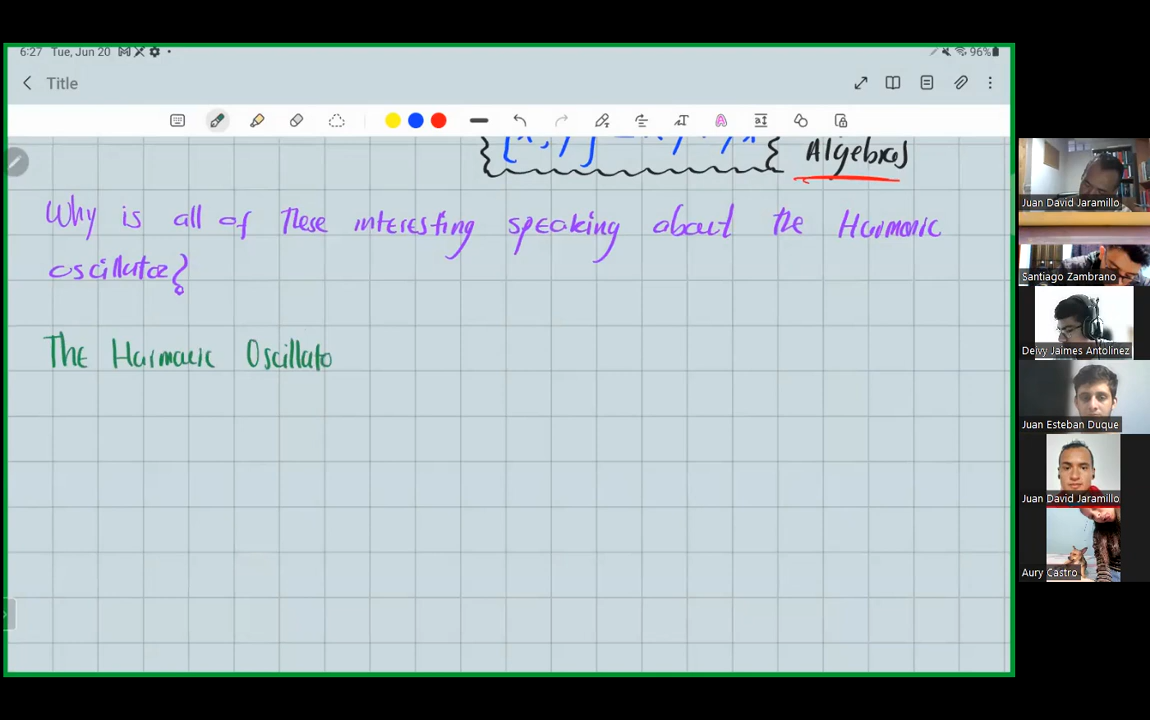 6:27 Tue, Jun 20 96%
Title
Algebras
Why is all of These interesting speaking about the Harmonic
oscillator?
The Harmonic Oscillato
Juan David Jaramillo
Santiago Zambrano
Deivy Jaimes Antolinez
Juan Esteban Duque
Juan David Jaramillo
Aury Castro